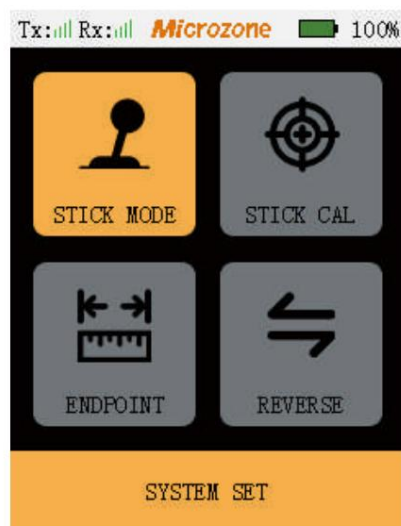 Tx: Rx: Microzone 100%
STICK MODE STICK CAL
ENDPOINT REVERSE
SYSTEM SET